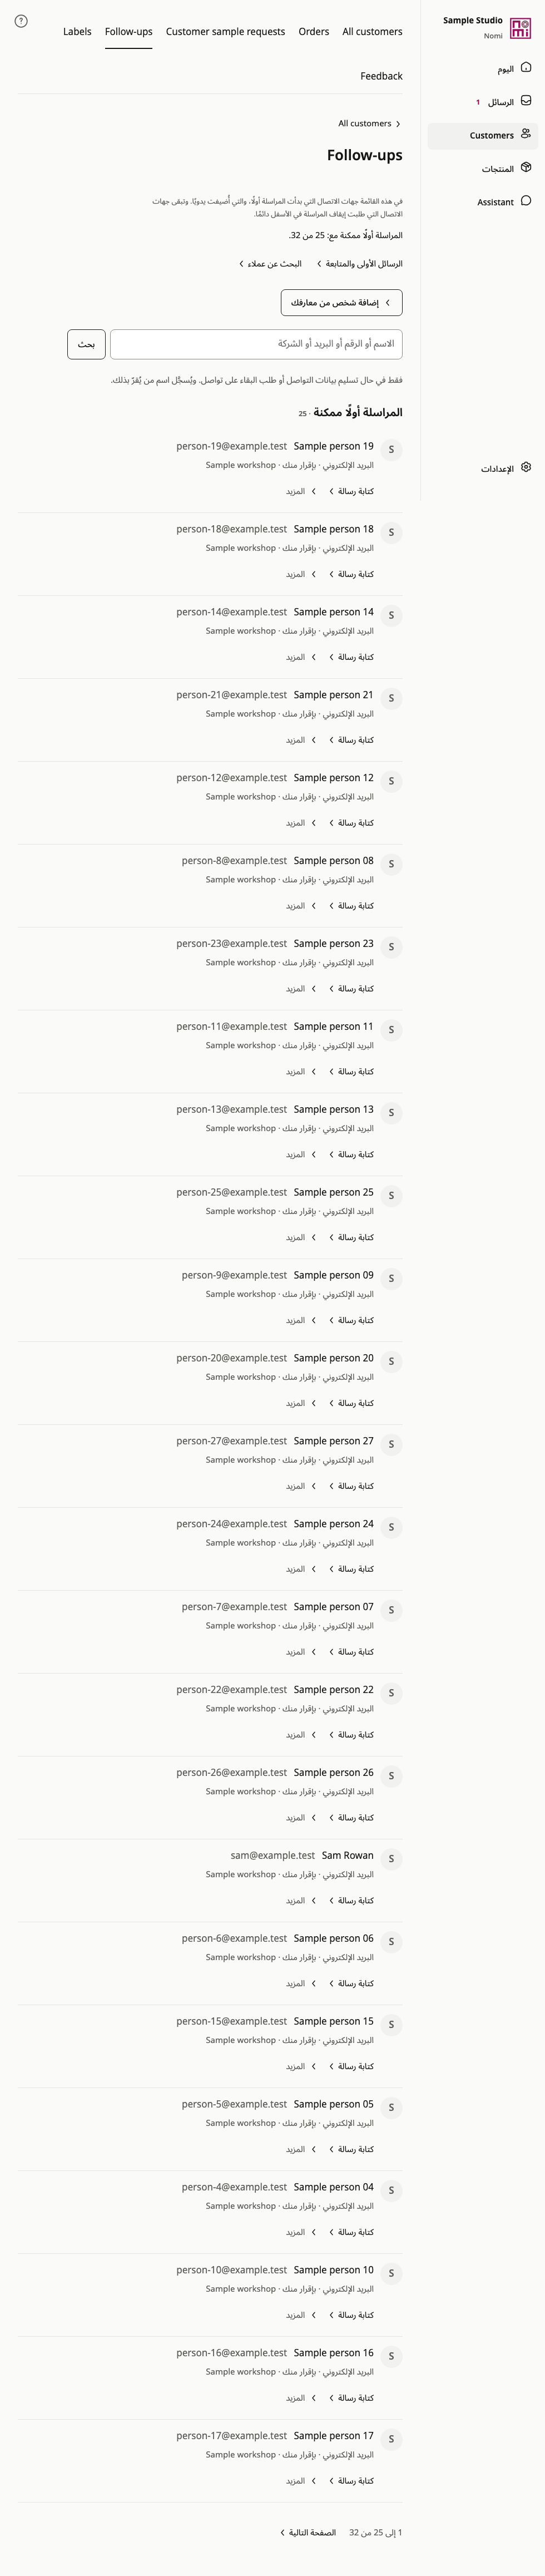 Sample Studio
Nomi
اليوم
الرسائل 1
Customers
المنتجات
Assistant
الإعدادات
All customers Orders Customer sample requests Follow-ups Labels
Feedback
All customers
Follow-ups
في هذه القائمة جهات الاتصال التي بدأت المراسلة أولًا، والتي أُضيفت يدويًا. وتبقى جهات
الاتصال التي طلبت إيقاف المراسلة في الأسفل دائمًا.
المراسلة أولًا ممكنة مع: 25 من 32.
الرسائل الأولى والمتابعة البحث عن عملاء
إضافة شخص من معارفك
الاسم أو الرقم أو البريد أو الشركة بحث
فقط في حال تسليم بيانات التواصل أو طلب البقاء على تواصل. ويُسجَّل اسم من يُقرّ بذلك.
المراسلة أولًا ممكنة · 25
S Sample person 19 person-19@example.test
البريد الإلكتروني · بإقرار منك · Sample workshop
كتابة رسالة المزيد
S Sample person 18 person-18@example.test
البريد الإلكتروني · بإقرار منك · Sample workshop
كتابة رسالة المزيد
S Sample person 14 person-14@example.test
البريد الإلكتروني · بإقرار منك · Sample workshop
كتابة رسالة المزيد
S Sample person 21 person-21@example.test
البريد الإلكتروني · بإقرار منك · Sample workshop
كتابة رسالة المزيد
S Sample person 12 person-12@example.test
البريد الإلكتروني · بإقرار منك · Sample workshop
كتابة رسالة المزيد
S Sample person 08 person-8@example.test
البريد الإلكتروني · بإقرار منك · Sample workshop
كتابة رسالة المزيد
S Sample person 23 person-23@example.test
البريد الإلكتروني · بإقرار منك · Sample workshop
كتابة رسالة المزيد
S Sample person 11 person-11@example.test
البريد الإلكتروني · بإقرار منك · Sample workshop
كتابة رسالة المزيد
S Sample person 13 person-13@example.test
البريد الإلكتروني · بإقرار منك · Sample workshop
كتابة رسالة المزيد
S Sample person 25 person-25@example.test
البريد الإلكتروني · بإقرار منك · Sample workshop
كتابة رسالة المزيد
S Sample person 09 person-9@example.test
البريد الإلكتروني · بإقرار منك · Sample workshop
كتابة رسالة المزيد
S Sample person 20 person-20@example.test
البريد الإلكتروني · بإقرار منك · Sample workshop
كتابة رسالة المزيد
S Sample person 27 person-27@example.test
البريد الإلكتروني · بإقرار منك · Sample workshop
كتابة رسالة المزيد
S Sample person 24 person-24@example.test
البريد الإلكتروني · بإقرار منك · Sample workshop
كتابة رسالة المزيد
S Sample person 07 person-7@example.test
البريد الإلكتروني · بإقرار منك · Sample workshop
كتابة رسالة المزيد
S Sample person 22 person-22@example.test
البريد الإلكتروني · بإقرار منك · Sample workshop
كتابة رسالة المزيد
S Sample person 26 person-26@example.test
البريد الإلكتروني · بإقرار منك · Sample workshop
كتابة رسالة المزيد
S Sam Rowan sam@example.test
البريد الإلكتروني · بإقرار منك · Sample workshop
كتابة رسالة المزيد
S Sample person 06 person-6@example.test
البريد الإلكتروني · بإقرار منك · Sample workshop
كتابة رسالة المزيد
S Sample person 15 person-15@example.test
البريد الإلكتروني · بإقرار منك · Sample workshop
كتابة رسالة المزيد
S Sample person 05 person-5@example.test
البريد الإلكتروني · بإقرار منك · Sample workshop
كتابة رسالة المزيد
S Sample person 04 person-4@example.test
البريد الإلكتروني · بإقرار منك · Sample workshop
كتابة رسالة المزيد
S Sample person 10 person-10@example.test
البريد الإلكتروني · بإقرار منك · Sample workshop
كتابة رسالة المزيد
S Sample person 16 person-16@example.test
البريد الإلكتروني · بإقرار منك · Sample workshop
كتابة رسالة المزيد
S Sample person 17 person-17@example.test
البريد الإلكتروني · بإقرار منك · Sample workshop
كتابة رسالة المزيد
1 إلى 25 من 32 الصفحة التالية